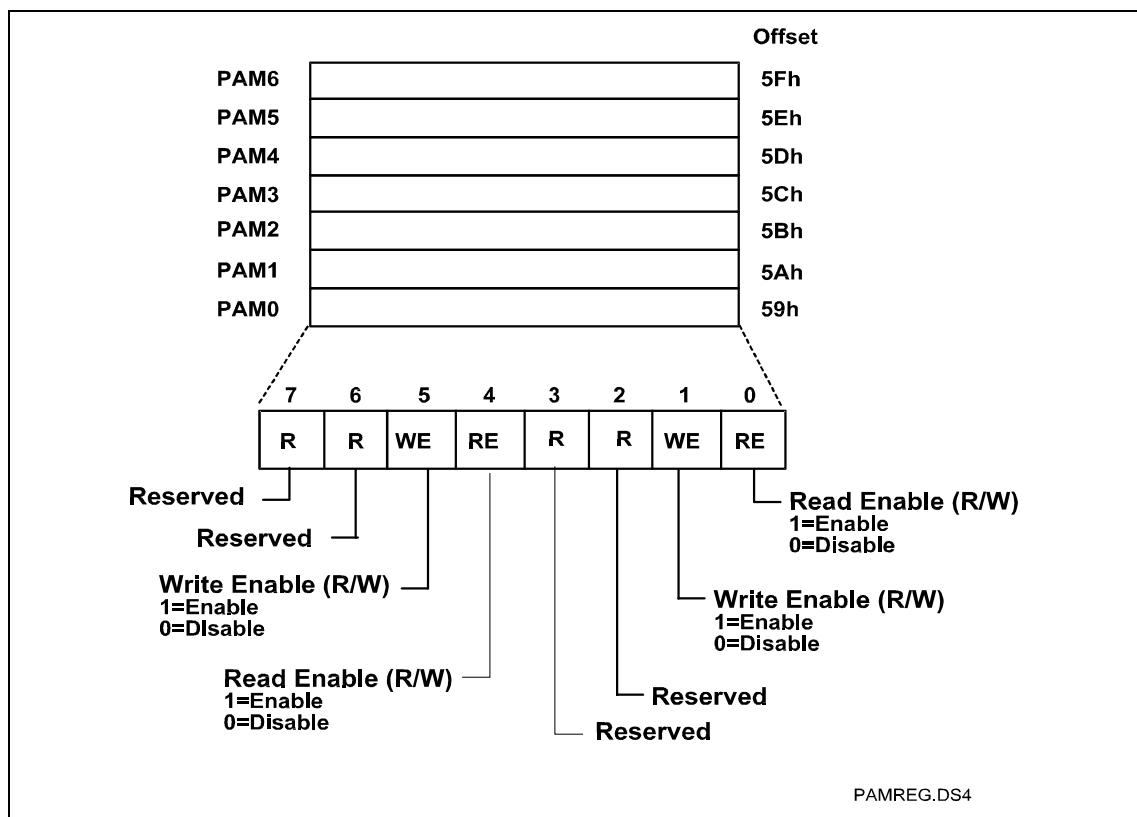 Offset
PAM6 5Fh
PAM5 5Eh
PAM4 5Dh
PAM3 5Ch
PAM2 5Bh
PAM1 5Ah
PAM0 59h
7 6 5 4 3 2 1 0
R R WE RE R R WE RE
Reserved
Reserved
Write Enable (R/W)
1=Enable
0=DIsable
Read Enable (R/W)
1=Enable
0=Disable
Reserved
Reserved
Write Enable (R/W)
1=Enable
0=Disable
Read Enable (R/W)
1=Enable
0=Disable
PAMREG.DS4